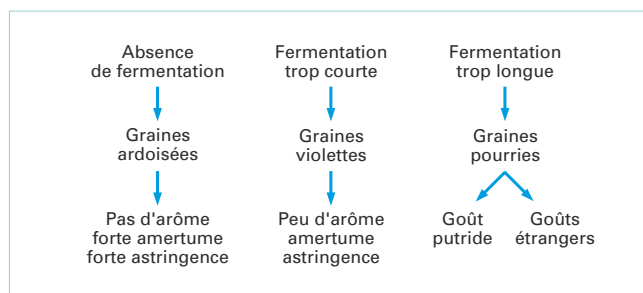 Absence
de fermentation
Fermentation
trop courte
Fermentation
trop longue
Graines
ardoisées
Graines
violettes
Graines
pourries
Pas d'arôme
forte amertume
forte astringence
Peu d'arôme
amertume
astringence
Goût
putride
Goûts
étrangers